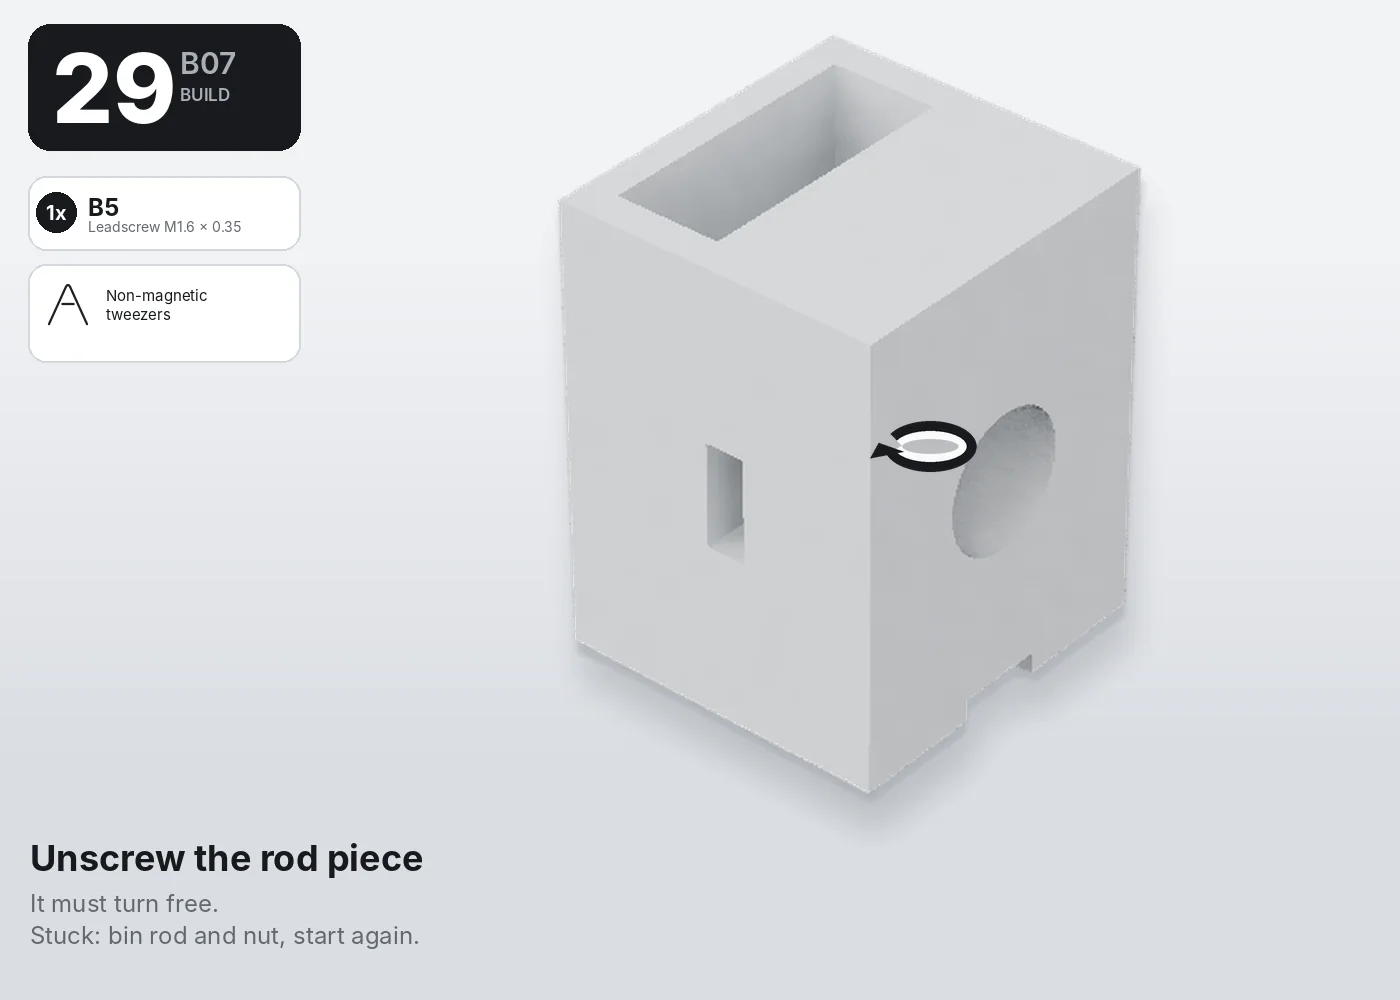 29
B07
BUILD
1x
B5
Leadscrew M1.6 × 0.35
Non-magnetic
tweezers
Unscrew the rod piece
It must turn free.
Stuck: bin rod and nut, start again.